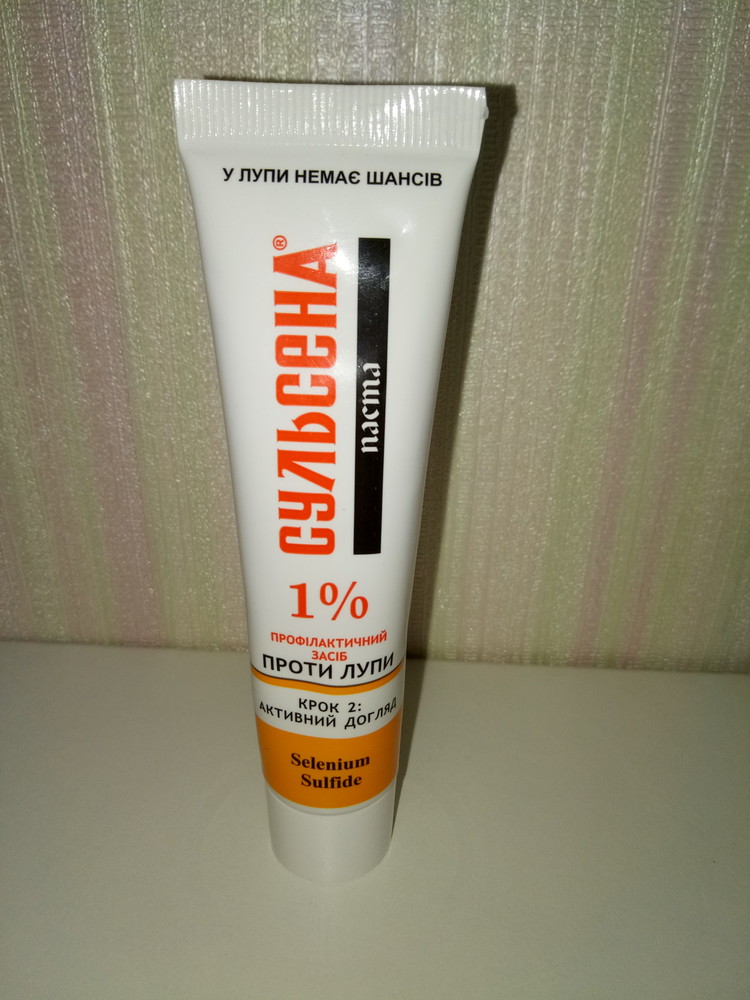 У ЛУПИ НЕМАЄ ШАНСІВ
СУЛЬСЕНА®
паста
1%
ПРОФІЛАКТИЧНИЙ
ЗАСІБ
ПРОТИ ЛУПИ
КРОК 2:
АКТИВНИЙ ДОГЛЯД
Selenium
Sulfide